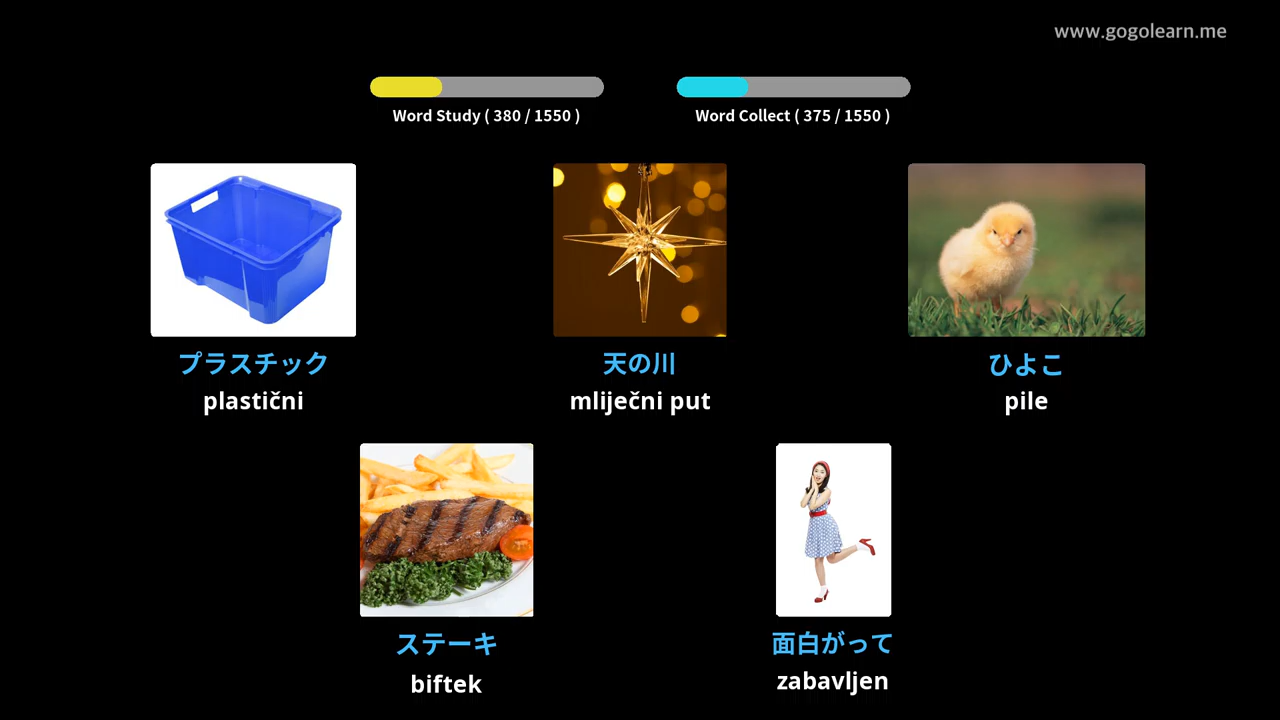 www.gogolearn.me
Word Study ( 380 / 1550 )
Word Collect ( 375 / 1550 )
プラスチック
plastični
天の川
mliječni put
ひよこ
pile
ステーキ
biftek
面白がって
zabavljen